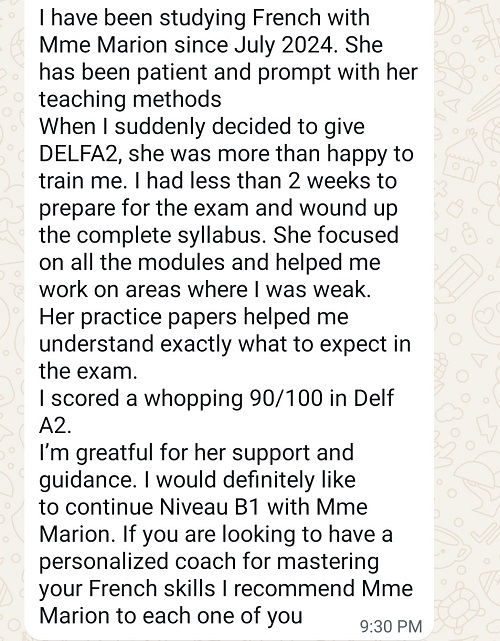 I have been studying French with
Mme Marion since July 2024. She
has been patient and prompt with her
teaching methods
When I suddenly decided to give
DELFA2, she was more than happy to
train me. I had less than 2 weeks to
prepare for the exam and wound up
the complete syllabus. She focused
on all the modules and helped me
work on areas where I was weak.
Her practice papers helped me
understand exactly what to expect in
the exam.
I scored a whopping 90/100 in Delf
A2.
I'm greatful for her support and
guidance. I would definitely like
to continue Niveau B1 with Mme
Marion. If you are looking to have a
personalized coach for mastering
your French skills I recommend Mme
Marion to each one of you
9:30 PM